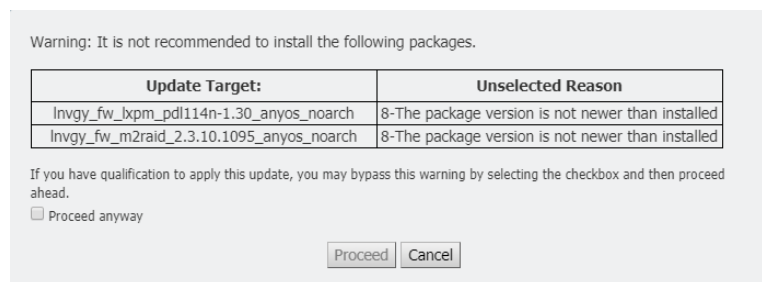 Warning: It is not recommended to install the following packages.
Update Target: Unselected Reason
lnvgy_fw_lxpm_pdl114n-1.30_anyos_noarch 8-The package version is not newer than installed
lnvgy_fw_m2raid_2.3.10.1095_anyos_noarch 8-The package version is not newer than installed
If you have qualification to apply this update, you may bypass this warning by selecting the checkbox and then proceed
ahead.
Proceed anyway
Proceed Cancel